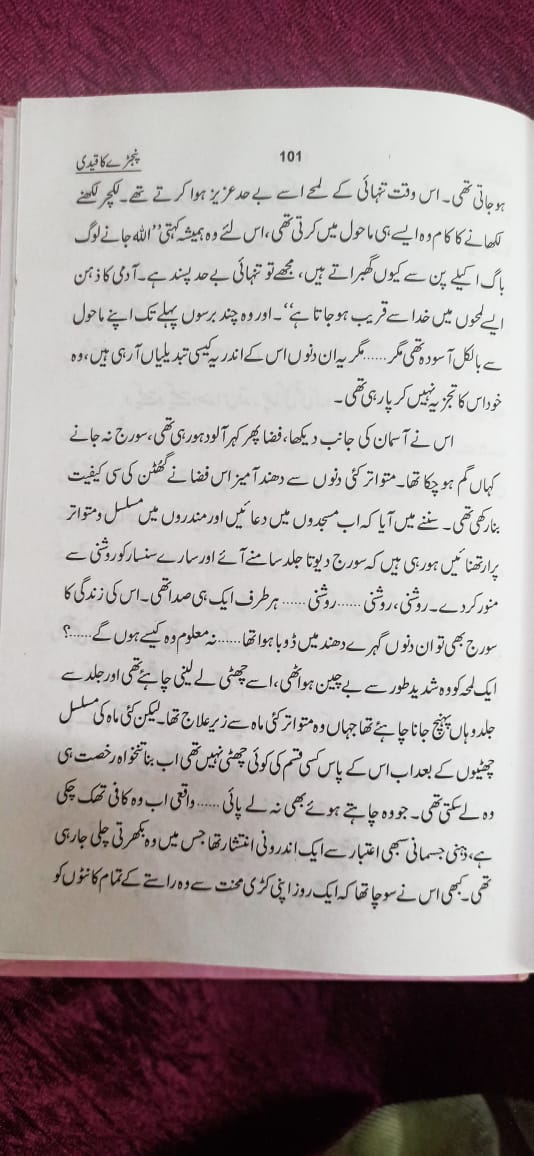 پنجڑے کا قیدی
101
ہو جاتی تھی۔ اس وقت تنہائی کے لمحے اسے بے حد عزیز ہوا کرتے تھے۔ لکچر لکھنے
لکھانے کا کام وہ ایسے ہی ماحول میں کرتی تھی، اس لئے وہ ہمیشہ کہتی ’’اللہ جانے لوگ
باگ اکیلے پن سے کیوں گھبراتے ہیں، مجھے تو تنہائی بے حد پسند ہے۔ آدمی کا ذہن
ایسے لمحوں میں خدا سے قریب ہو جاتا ہے‘‘۔ اور وہ چند برسوں پہلے تک اپنے ماحول
سے بالکل آسودہ تھی مگر...... مگر یہ ان دنوں اس کے اندر یہ کیسی تبدیلیاں آ رہی ہیں، وہ
خود اس کا تجزیہ نہیں کر پا رہی تھی۔
اس نے آسمان کی جانب دیکھا، فضا پھر کہر آلود ہو رہی تھی، سورج نہ جانے
کہاں گم ہو چکا تھا۔ متواتر کئی دنوں سے دھند آمیز اس فضا نے گھٹن کی سی کیفیت
بنا رکھی تھی۔ سننے میں آیا کہ اب مسجدوں میں دعائیں اور مندروں میں مسلسل و متواتر
پرارتھنائیں ہو رہی ہیں کہ سورج دیوتا جلد سامنے آئے اور سارے سنسار کو روشنی سے
منور کر دے۔ روشنی، روشنی ...... روشنی ...... ہر طرف ایک ہی صدا تھی۔ اس کی زندگی کا
سورج بھی تو ان دنوں گہرے دھند میں ڈوبا ہوا تھا...... نہ معلوم وہ کیسے ہوں گے......؟
ایک لمحہ کو وہ شدید طور سے بے چین ہو اٹھی، اسے چھٹی لے لینی چاہئے تھی اور جلد سے
جلد وہاں پہنچ جانا چاہئے تھا جہاں وہ متواتر کئی ماہ سے زیر علاج تھا۔ لیکن کئی ماہ کی مسلسل
چھٹیوں کے بعد اب اس کے پاس کسی قسم کی کوئی چھٹی نہیں تھی اب بنا تنخواہ رخصت ہی
وہ لے سکتی تھی۔ جو وہ چاہتے ہوئے بھی نہ لے پائی ...... واقعی اب وہ کافی تھک چکی
ہے، ذہنی جسمانی سبھی اعتبار سے ایک اندرونی انتشار تھا جس میں وہ بکھرتی چلی جا رہی
تھی۔ کبھی اس نے سوچا تھا کہ ایک روز اپنی کڑی محنت سے وہ راستے کے تمام کانٹوں کو